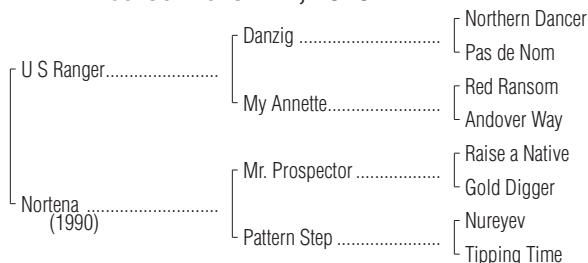 Northern Dancer
Danzig
Pas de Nom
U S Ranger
Red Ransom
My Annette
Andover Way
Raise a Native
Mr. Prospector
Gold Digger
Nortena
(1990)
Nureyev
Pattern Step
Tipping Time